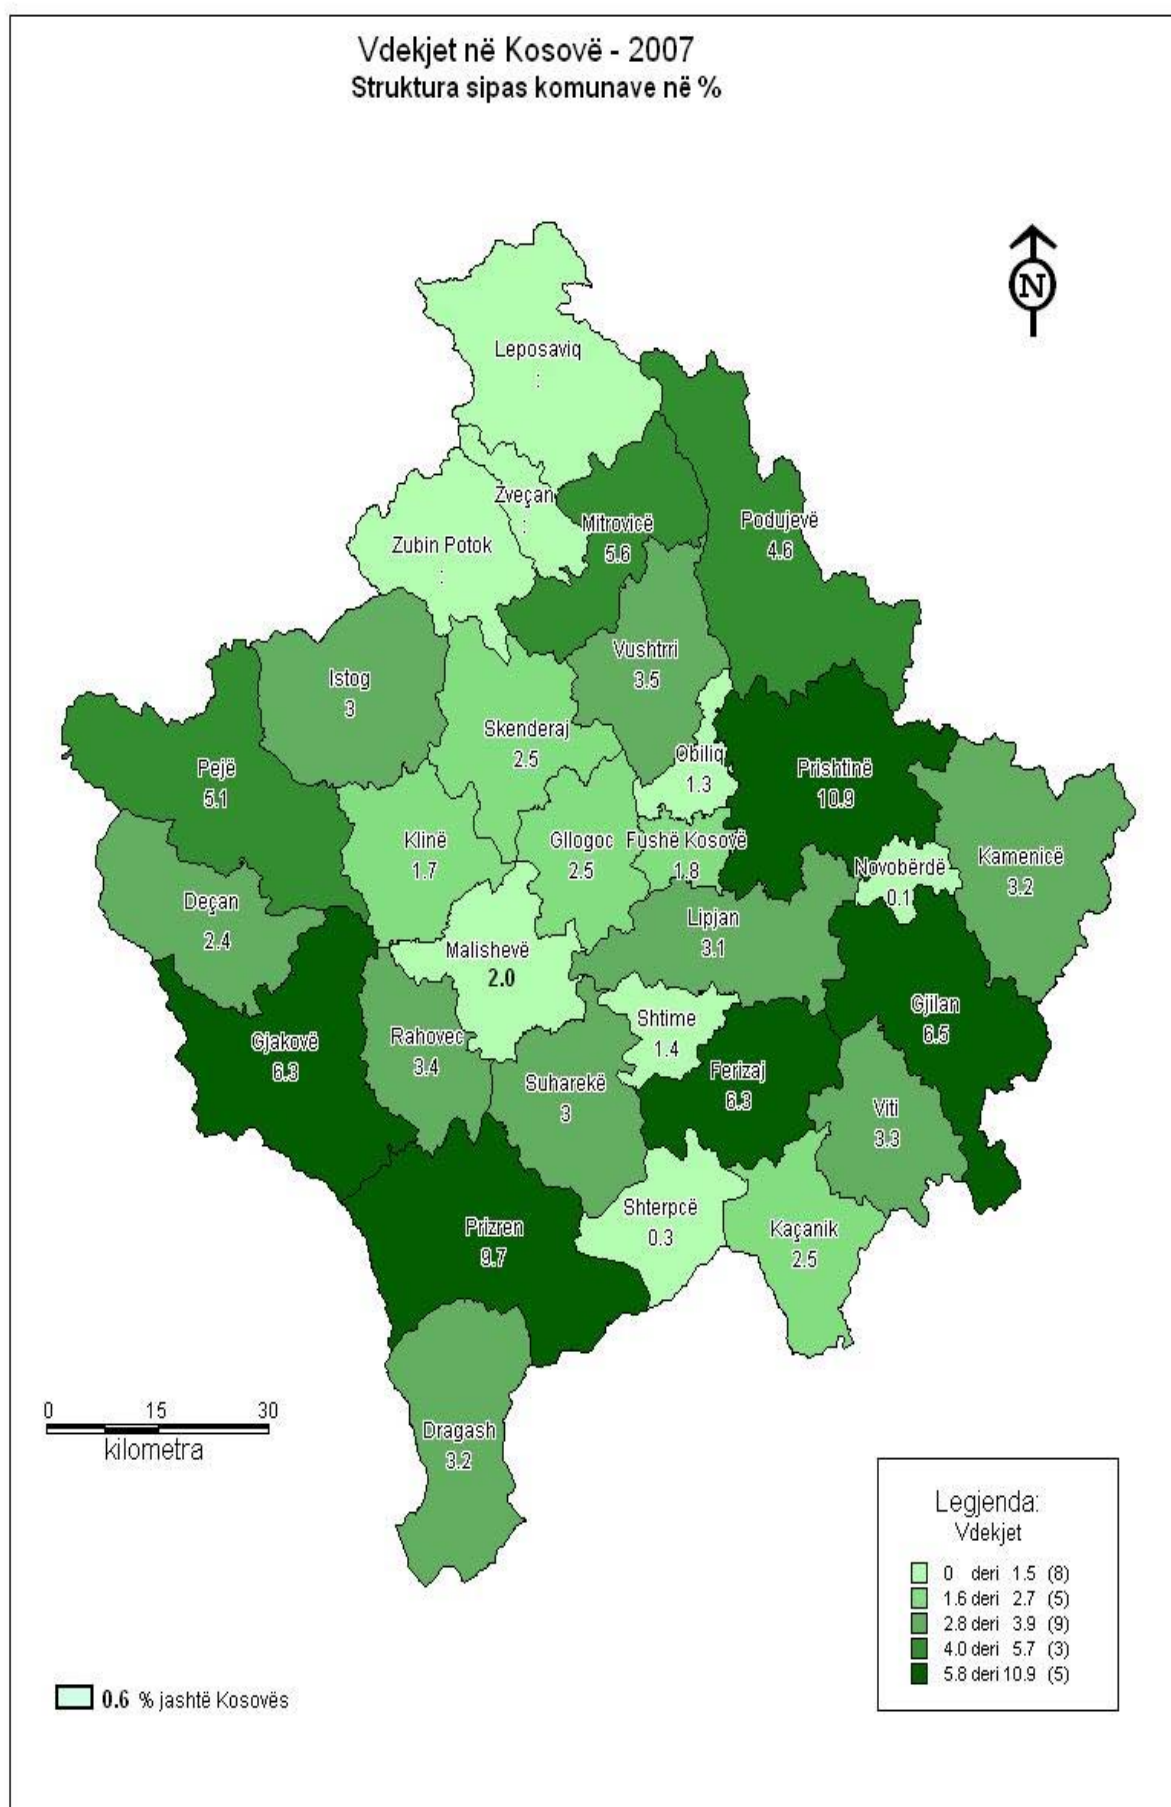 Vdekjet në Kosovë - 2007
Struktura sipas komunave në %
N
Leposaviq
:
Zveçan
:
Mitrovicë
5.6
Podujevë
4.6
Zubin Potok
:
Vushtrri
3.5
Istog
3
Skenderaj
2.5
Obiliq
1.3
Pejë
5.1
Prishtinë
10.9
Klinë
1.7
Gllogoc
2.5
Fushë Kosovë
1.8
Novobërdë
0.1
Kamenicë
3.2
Deçan
2.4
Lipjan
3.1
Malishevë
2.0
Gjilan
6.5
Shtime
1.4
Gjakovë
6.3
Rahovec
3.4
Ferizaj
6.3
Suharekë
3
Viti
3.3
Shterpcë
0.3
Prizren
9.7
Kaçanik
2.5
Dragash
3.2
0 15 30
kilometra
Legjenda:
Vdekjet
0 deri 1.5 (8)
1.6 deri 2.7 (5)
2.8 deri 3.9 (9)
4.0 deri 5.7 (3)
5.8 deri 10.9 (5)
0.6 % jashtë Kosovës